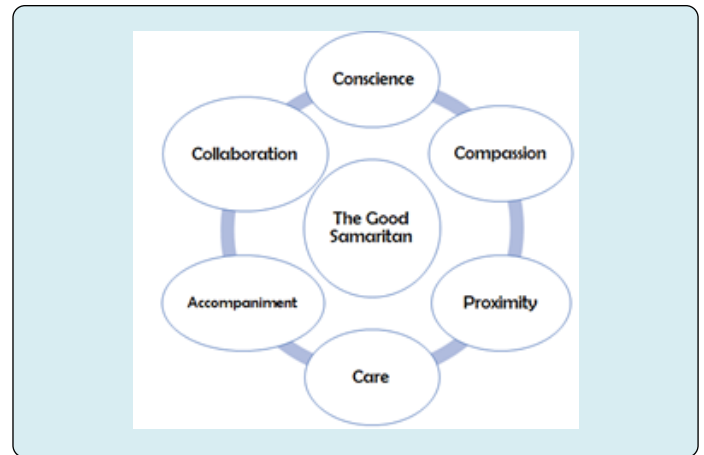 Conscience
Compassion
Proximity
Care
Accompaniment
Collaboration
The Good
Samaritan